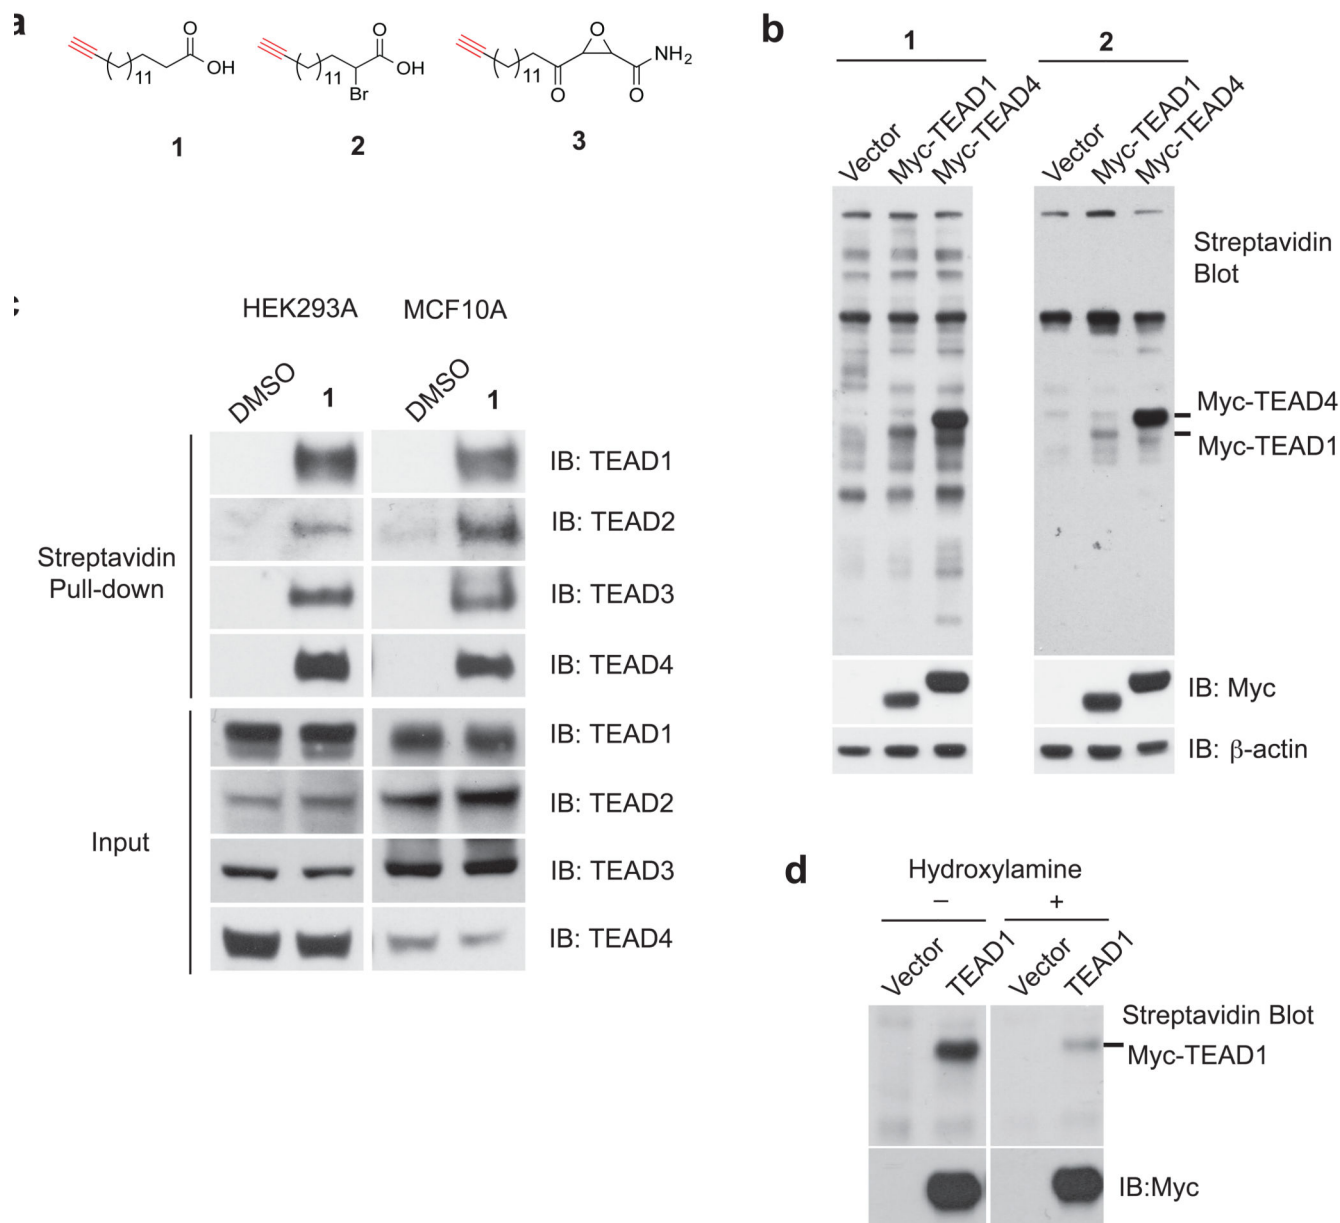 a
O
OH
11
1
O
OH
11
Br
2
O
NH2
11
O
O
3
b
1
2
Vector
Myc-TEAD1
Myc-TEAD4
Vector
Myc-TEAD1
Myc-TEAD4
Streptavidin
Blot
Myc-TEAD4
Myc-TEAD1
IB: Myc
IB: β-actin
c
HEK293A
MCF10A
DMSO
1
DMSO
1
Streptavidin
Pull-down
IB: TEAD1
IB: TEAD2
IB: TEAD3
IB: TEAD4
Input
IB: TEAD1
IB: TEAD2
IB: TEAD3
IB: TEAD4
d
Hydroxylamine
– +
Vector
TEAD1
Vector
TEAD1
Streptavidin Blot
Myc-TEAD1
IB:Myc